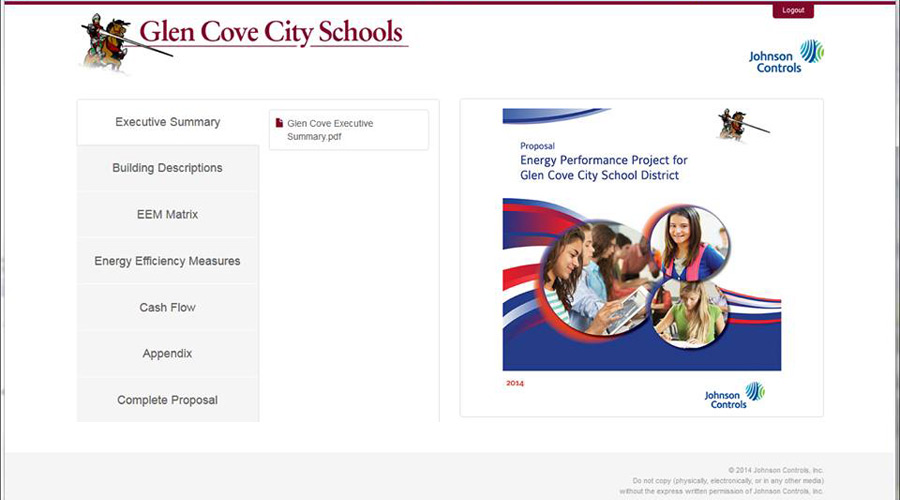 Logout
Glen Cove City Schools
Johnson
Controls
Executive Summary
Building Descriptions
EEM Matrix
Energy Efficiency Measures
Cash Flow
Appendix
Complete Proposal
Glen Cove Executive
Summary.pdf
Proposal
Energy Performance Project for
Glen Cove City School District
2014
Johnson
Controls
© 2014 Johnson Controls, Inc.
Do not copy (physically, electronically, or in any other media)
without the express written permission of Johnson Controls, Inc.